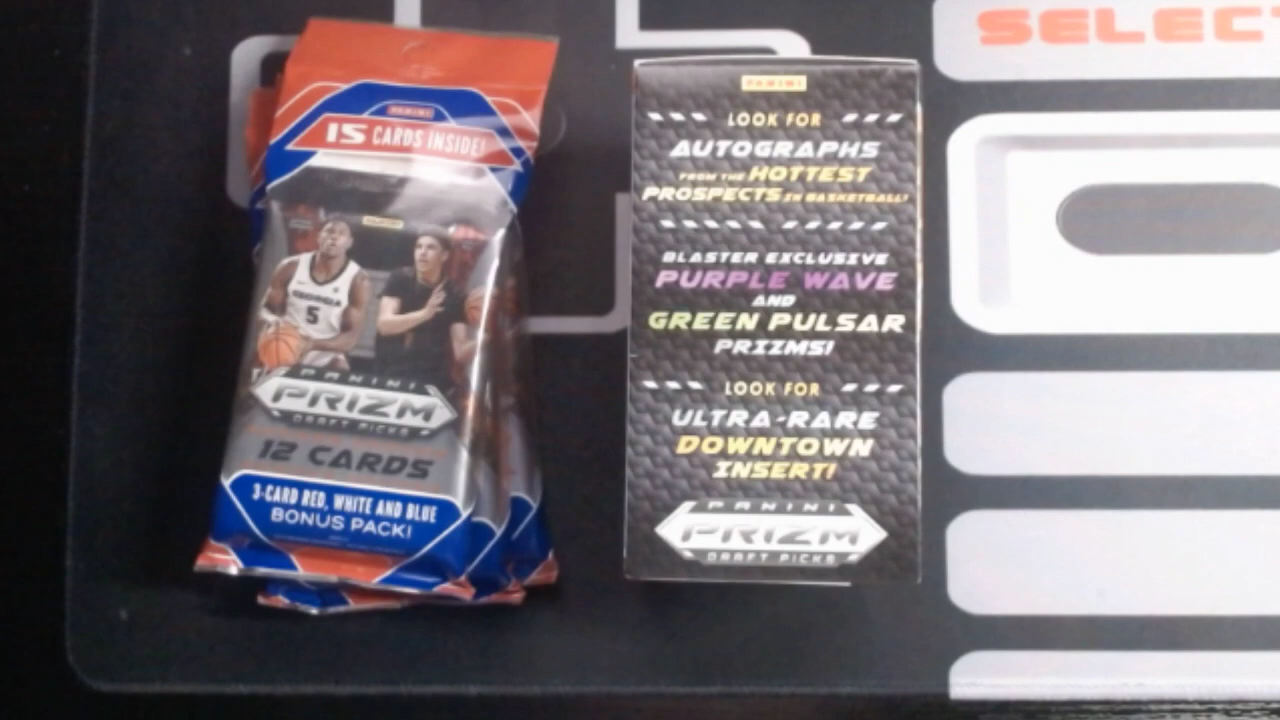 SELECT
PANINI
15 CARDS INSIDE!
GEORGIA
5
PANINI
PRIZM
DRAFT PICKS
12 CARDS
3-CARD RED, WHITE AND BLUE
BONUS PACK!
PANINI
LOOK FOR
AUTOGRAPHS
FROM THE HOTTEST
PROSPECTS IN BASKETBALL!
BLASTER EXCLUSIVE
PURPLE WAVE
AND
GREEN PULSAR
PRIZMS!
LOOK FOR
ULTRA-RARE
DOWNTOWN
INSERT!
PANINI
PRIZM
DRAFT PICKS